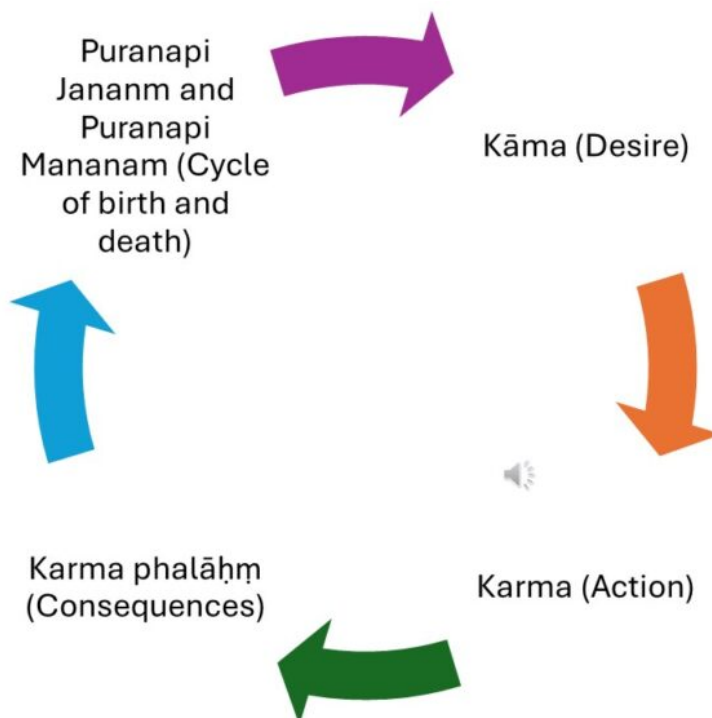 Puranapi
Jananm and
Puranapi
Mananam (Cycle
of birth and
death)
Kāma (Desire)
Karma (Action)
Karma phalāḥṃ
(Consequences)